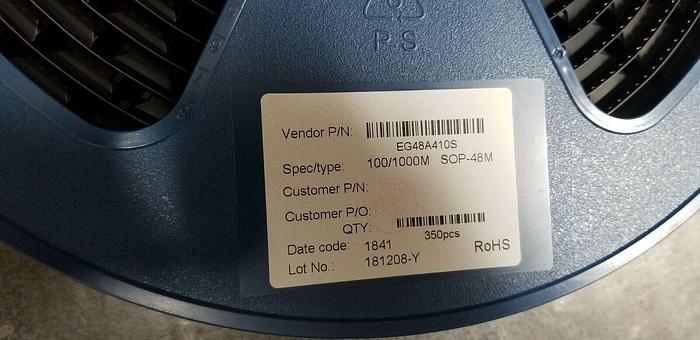 PS
Vendor P/N:
EG48A410S
Spec/type: 100/1000M SOP-48M
Customer P/N:
Customer P/O:
QTY:
350pcs
Date code: 1841
RoHS
Lot No.: 181208-Y